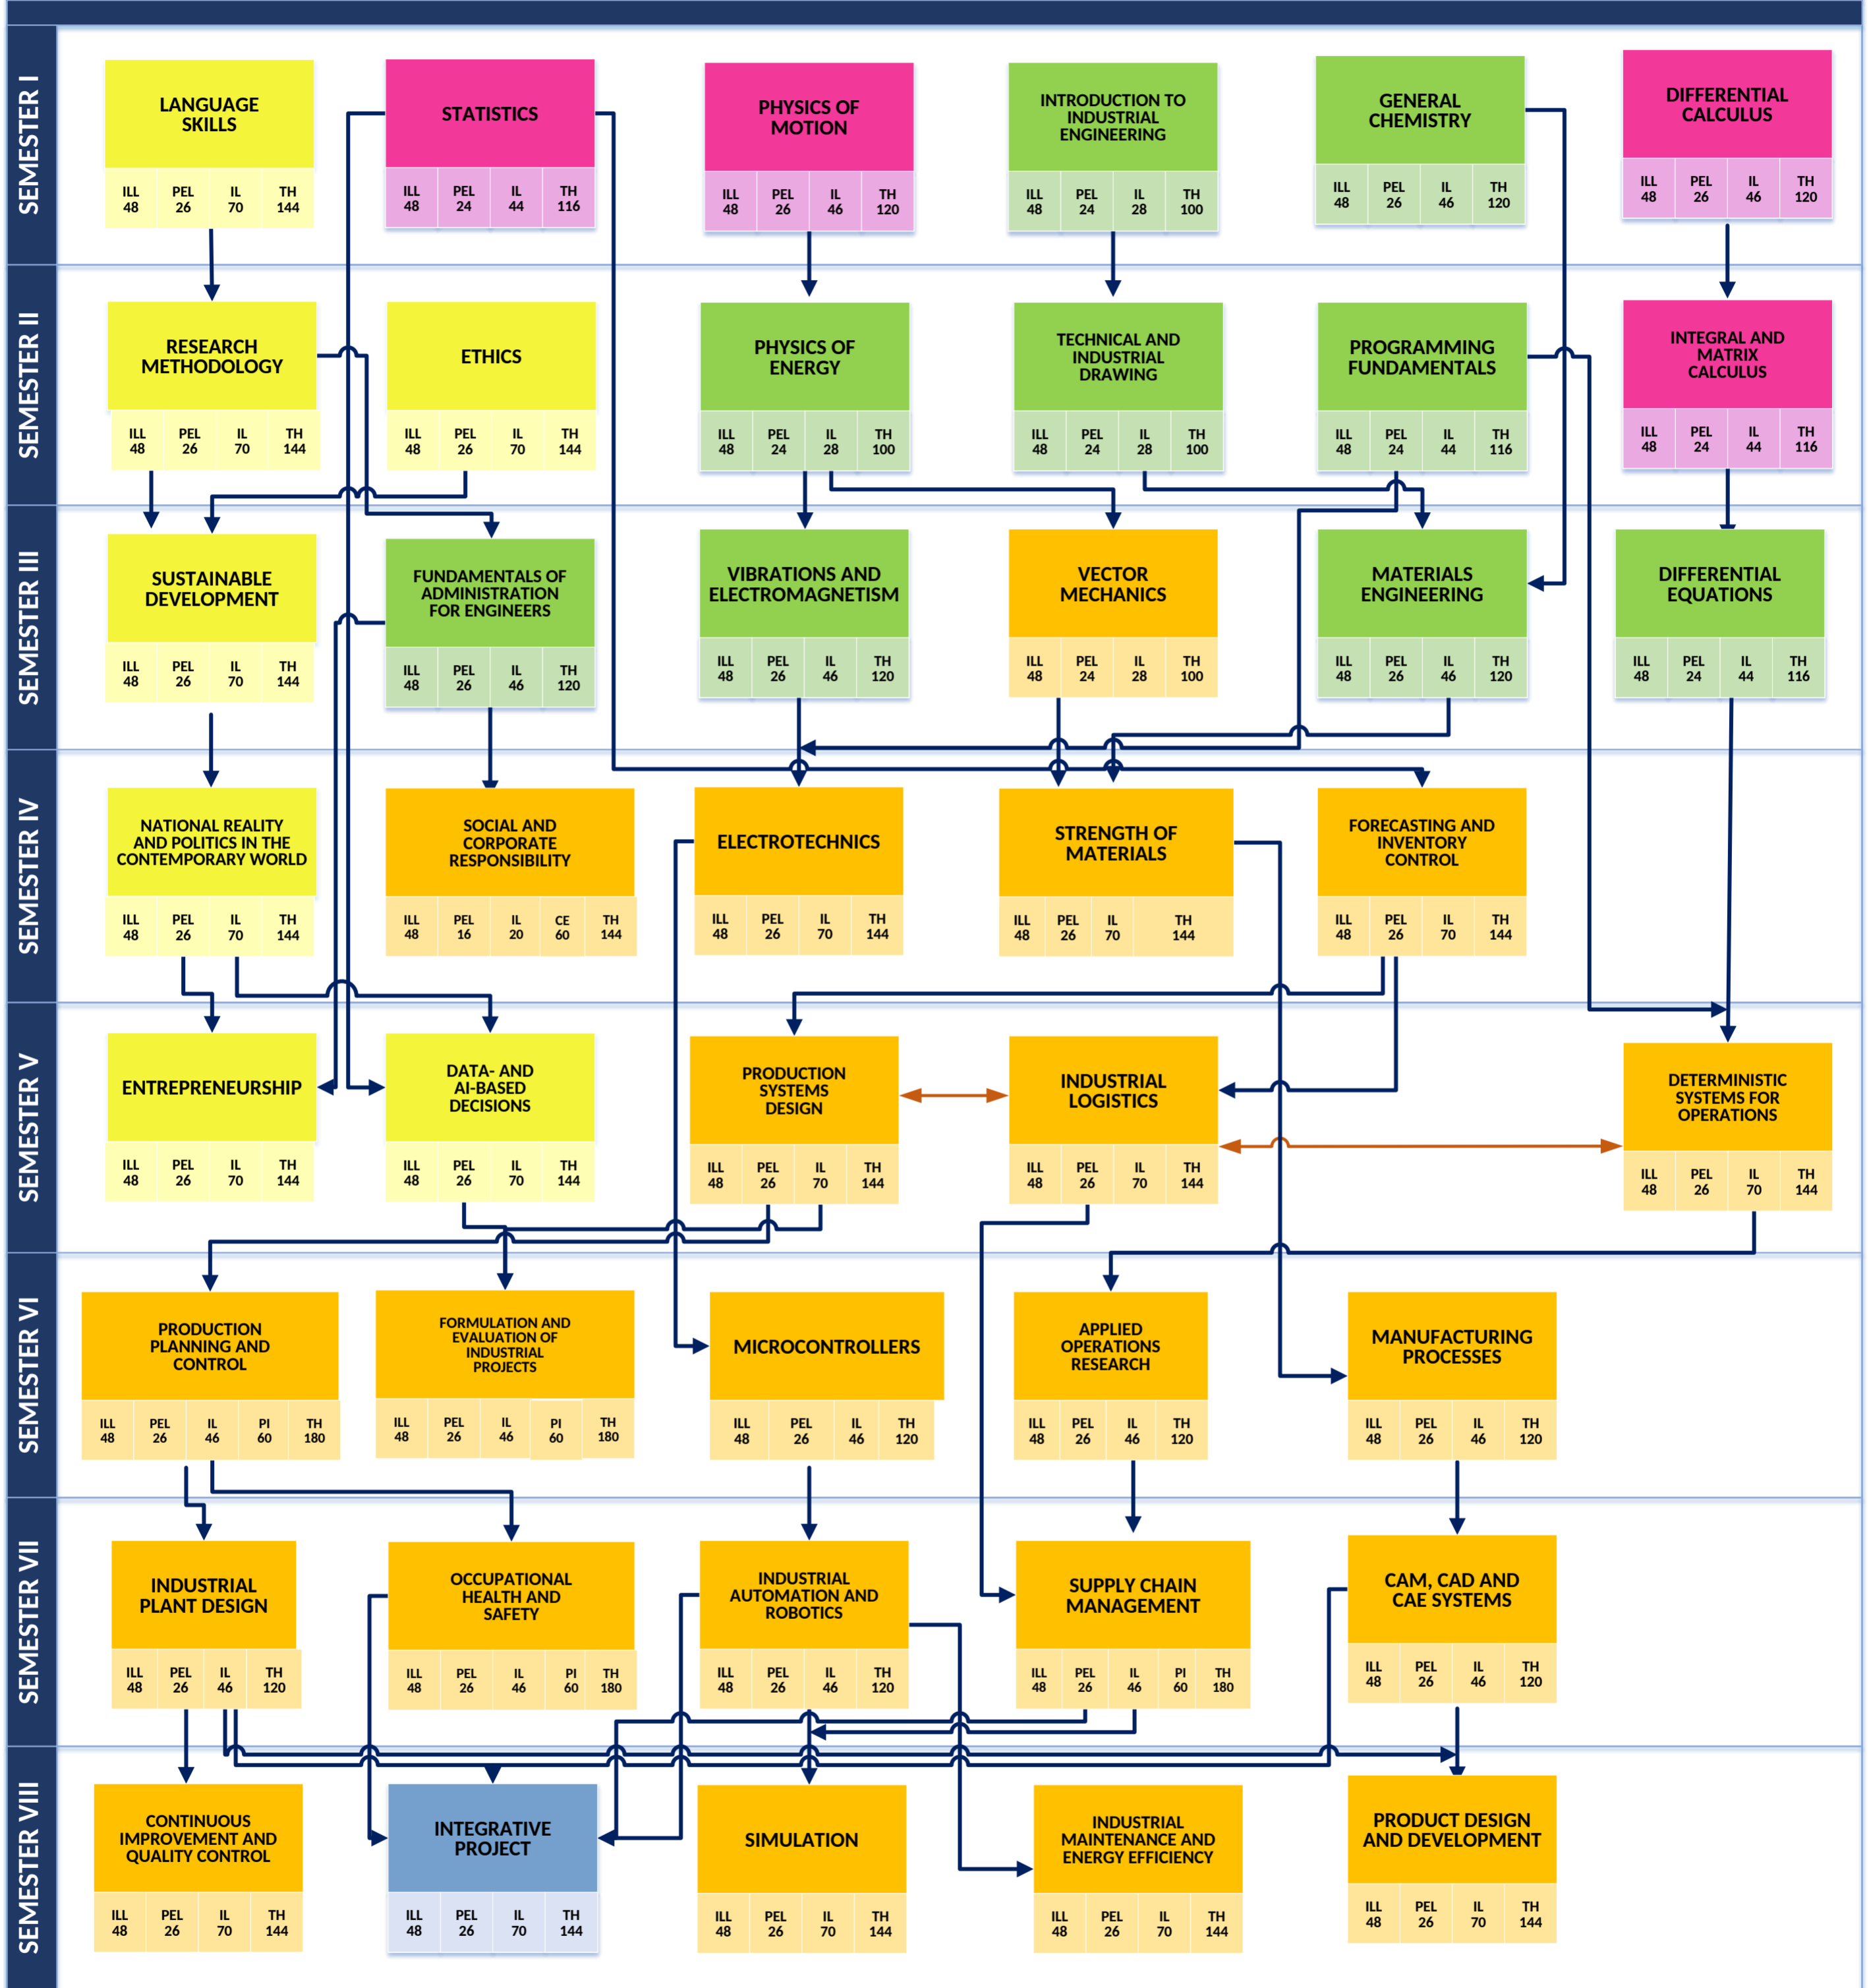 SEMESTER I
LANGUAGE
SKILLS
ILL PEL IL TH
48 26 70 144
STATISTICS
ILL PEL IL TH
48 24 44 116
PHYSICS OF
MOTION
ILL PEL IL TH
48 26 46 120
INTRODUCTION TO
INDUSTRIAL
ENGINEERING
ILL PEL IL TH
48 24 28 100
GENERAL
CHEMISTRY
ILL PEL IL TH
48 26 46 120
DIFFERENTIAL
CALCULUS
ILL PEL IL TH
48 26 46 120
SEMESTER II
RESEARCH
METHODOLOGY
ILL PEL IL TH
48 26 70 144
ETHICS
ILL PEL IL TH
48 26 70 144
PHYSICS OF
ENERGY
ILL PEL IL TH
48 24 28 100
TECHNICAL AND
INDUSTRIAL
DRAWING
ILL PEL IL TH
48 24 28 100
PROGRAMMING
FUNDAMENTALS
ILL PEL IL TH
48 24 44 116
INTEGRAL AND
MATRIX
CALCULUS
ILL PEL IL TH
48 24 44 116
SEMESTER III
SUSTAINABLE
DEVELOPMENT
ILL PEL IL TH
48 26 70 144
FUNDAMENTALS OF
ADMINISTRATION
FOR ENGINEERS
ILL PEL IL TH
48 26 46 120
VIBRATIONS AND
ELECTROMAGNETISM
ILL PEL IL TH
48 26 46 120
VECTOR
MECHANICS
ILL PEL IL TH
48 24 28 100
MATERIALS
ENGINEERING
ILL PEL IL TH
48 26 46 120
DIFFERENTIAL
EQUATIONS
ILL PEL IL TH
48 24 44 116
SEMESTER IV
NATIONAL REALITY
AND POLITICS IN THE
CONTEMPORARY WORLD
ILL PEL IL TH
48 26 70 144
SOCIAL AND
CORPORATE
RESPONSIBILITY
ILL PEL IL CE TH
48 16 20 60 144
ELECTROTECHNICS
ILL PEL IL TH
48 26 70 144
STRENGTH OF
MATERIALS
ILL PEL IL TH
48 26 70 144
FORECASTING AND
INVENTORY
CONTROL
ILL PEL IL TH
48 26 70 144
SEMESTER V
ENTREPRENEURSHIP
ILL PEL IL TH
48 26 70 144
DATA- AND
AI-BASED
DECISIONS
ILL PEL IL TH
48 26 70 144
PRODUCTION
SYSTEMS
DESIGN
ILL PEL IL TH
48 26 70 144
INDUSTRIAL
LOGISTICS
ILL PEL IL TH
48 26 70 144
DETERMINISTIC
SYSTEMS FOR
OPERATIONS
ILL PEL IL TH
48 26 70 144
SEMESTER VI
PRODUCTION
PLANNING AND
CONTROL
ILL PEL IL PI TH
48 26 46 60 180
FORMULATION AND
EVALUATION OF
INDUSTRIAL
PROJECTS
ILL PEL IL PI TH
48 26 46 60 180
MICROCONTROLLERS
ILL PEL IL TH
48 26 46 120
APPLIED
OPERATIONS
RESEARCH
ILL PEL IL TH
48 26 46 120
MANUFACTURING
PROCESSES
ILL PEL IL TH
48 26 46 120
SEMESTER VII
INDUSTRIAL
PLANT DESIGN
ILL PEL IL TH
48 26 46 120
OCCUPATIONAL
HEALTH AND
SAFETY
ILL PEL IL PI TH
48 26 46 60 180
INDUSTRIAL
AUTOMATION AND
ROBOTICS
ILL PEL IL TH
48 26 46 120
SUPPLY CHAIN
MANAGEMENT
ILL PEL IL PI TH
48 26 46 60 180
CAM, CAD AND
CAE SYSTEMS
ILL PEL IL TH
48 26 46 120
SEMESTER VIII
CONTINUOUS
IMPROVEMENT AND
QUALITY CONTROL
ILL PEL IL TH
48 26 70 144
INTEGRATIVE
PROJECT
ILL PEL IL TH
48 26 70 144
SIMULATION
ILL PEL IL TH
48 26 70 144
INDUSTRIAL
MAINTENANCE AND
ENERGY EFFICIENCY
ILL PEL IL TH
48 26 70 144
PRODUCT DESIGN
AND DEVELOPMENT
ILL PEL IL TH
48 26 70 144